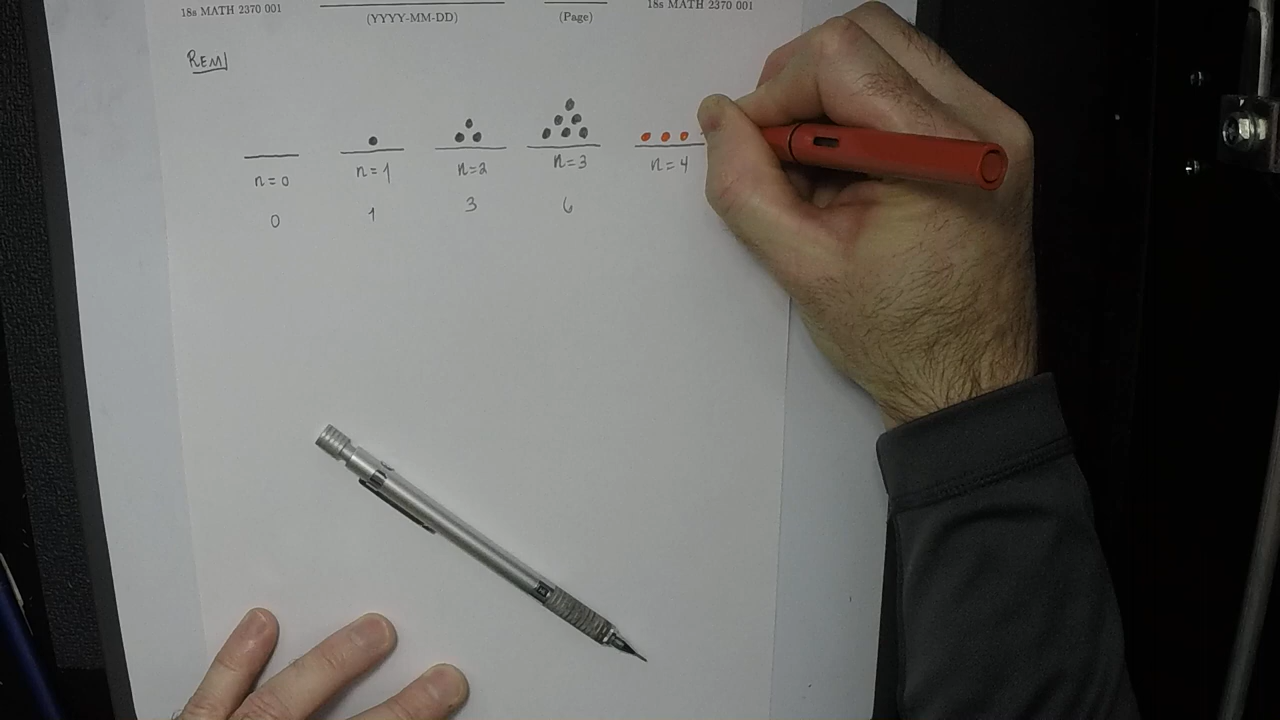 18s MATH 2370 001
(YYYY-MM-DD)
(Page)
18s MATH 2370 001
REM
n=0
n=1
n=2
n=3
n=4
0
1
3
6